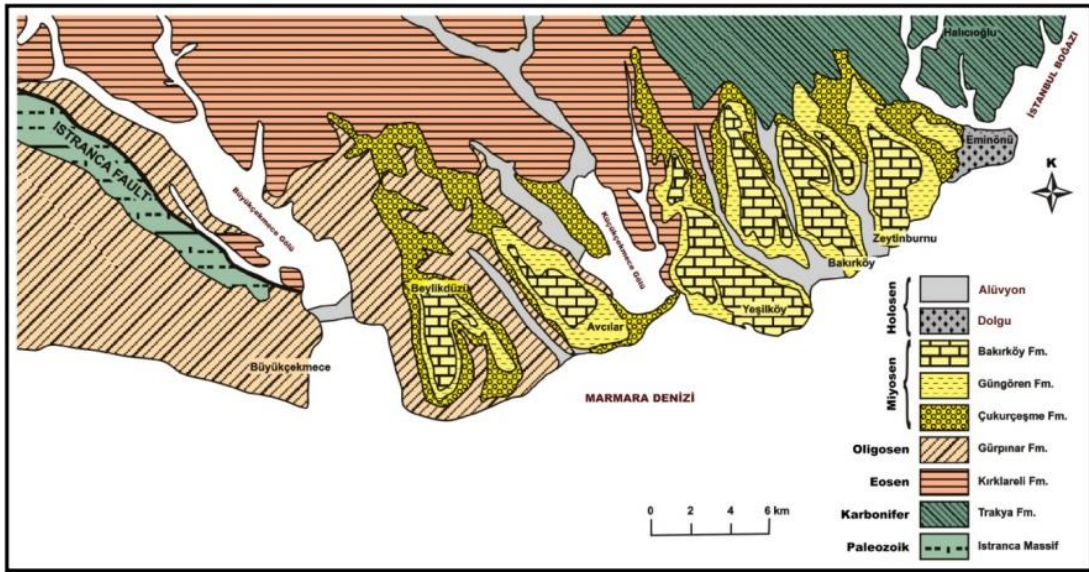 Halıcıoğlu
İSTANBUL BOĞAZI
ISTRANCA FAULT
Eminönü
K
Büyükçekmece Gölü
Küçükçekmece Gölü
Zeytinburnu
Bakırköy
Beylikdüzü
Yeşilköy
Avcılar
Büyükçekmece
MARMARA DENİZİ
Holosen
Alüvyon
Dolgu
Miyosen
Bakırköy Fm.
Güngören Fm.
Çukurçeşme Fm.
Oligosen Gürpınar Fm.
Eosen Kırklareli Fm.
Karbonifer Trakya Fm.
Paleozoik Istranca Massif
0 2 4 6 km